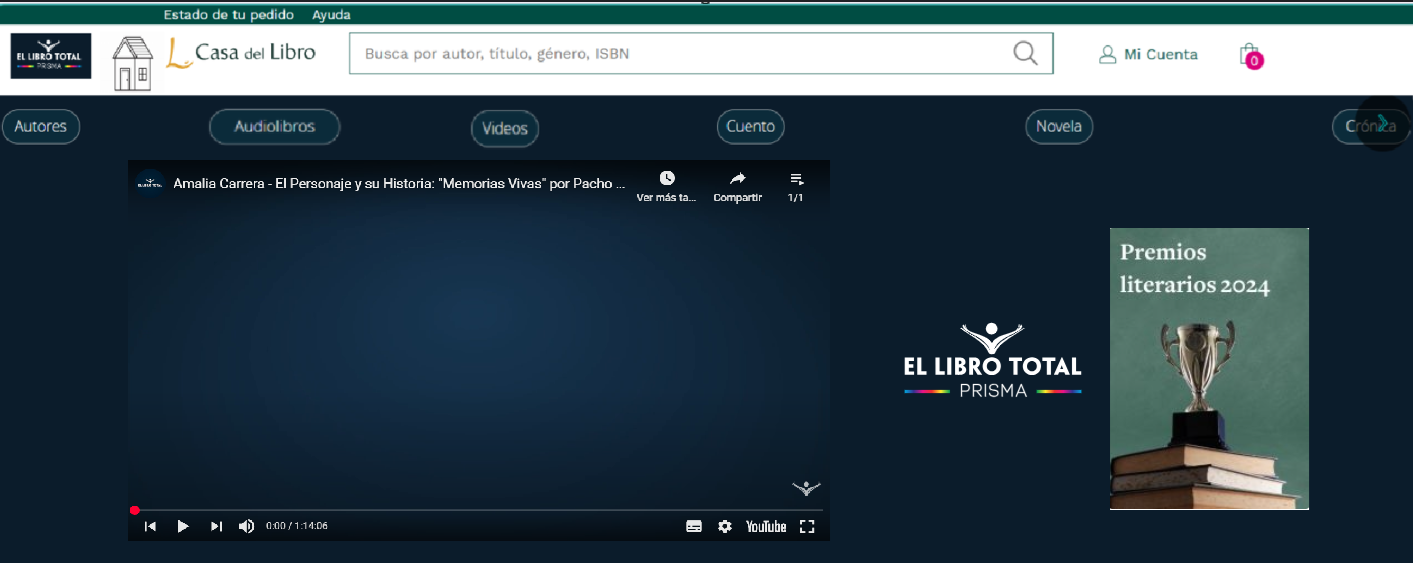 Estado de tu pedido Ayuda
EL LIBRO TOTAL
PRISMA
Casa del Libro
Busca por autor, título, género, ISBN
Mi Cuenta
0
Autores Audiolibros Videos Cuento Novela Crónica
Amalia Carrera - El Personaje y su Historia: "Memorias Vivas" por Pacho ...
Ver más ta... Compartir 1/1
Premios
literarios 2024
EL LIBRO TOTAL
PRISMA
0:00 / 1:14:06
YouTube